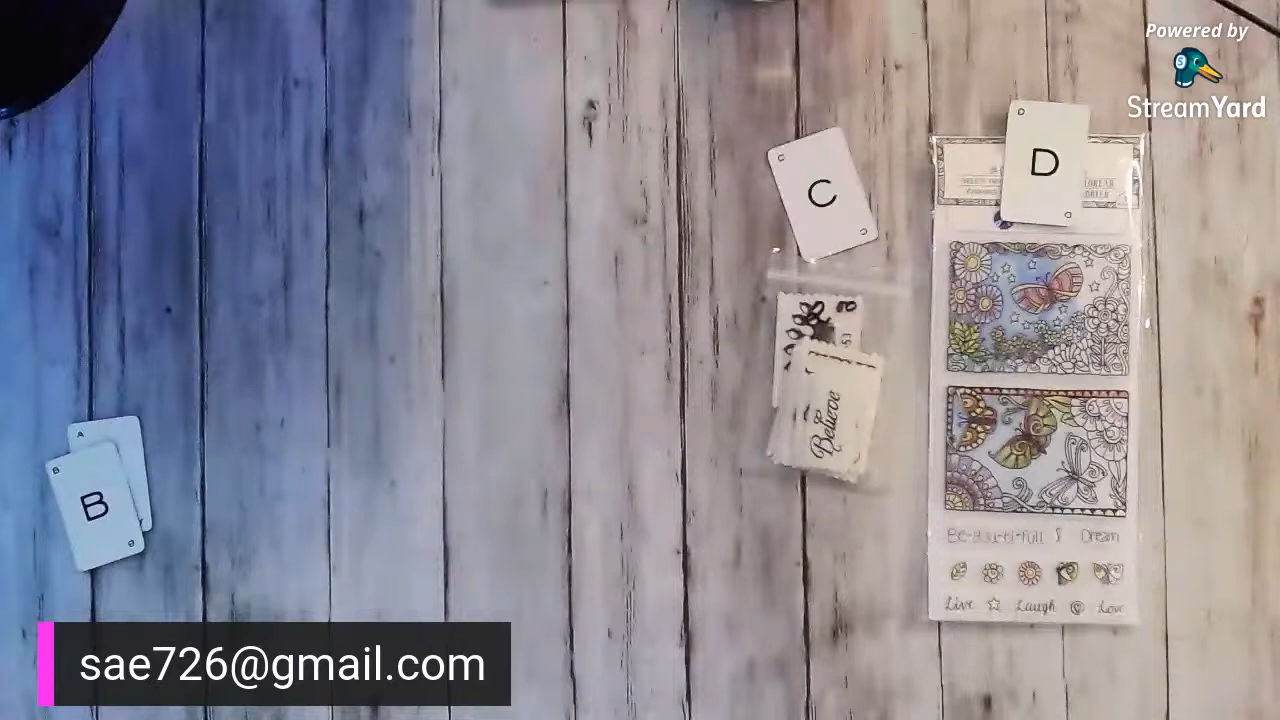 Powered by
StreamYard
D
D
D
C
C
C
Believe
Be-you-ti-full & Dream
Live Laugh Love
A
B
B
B
sae726@gmail.com